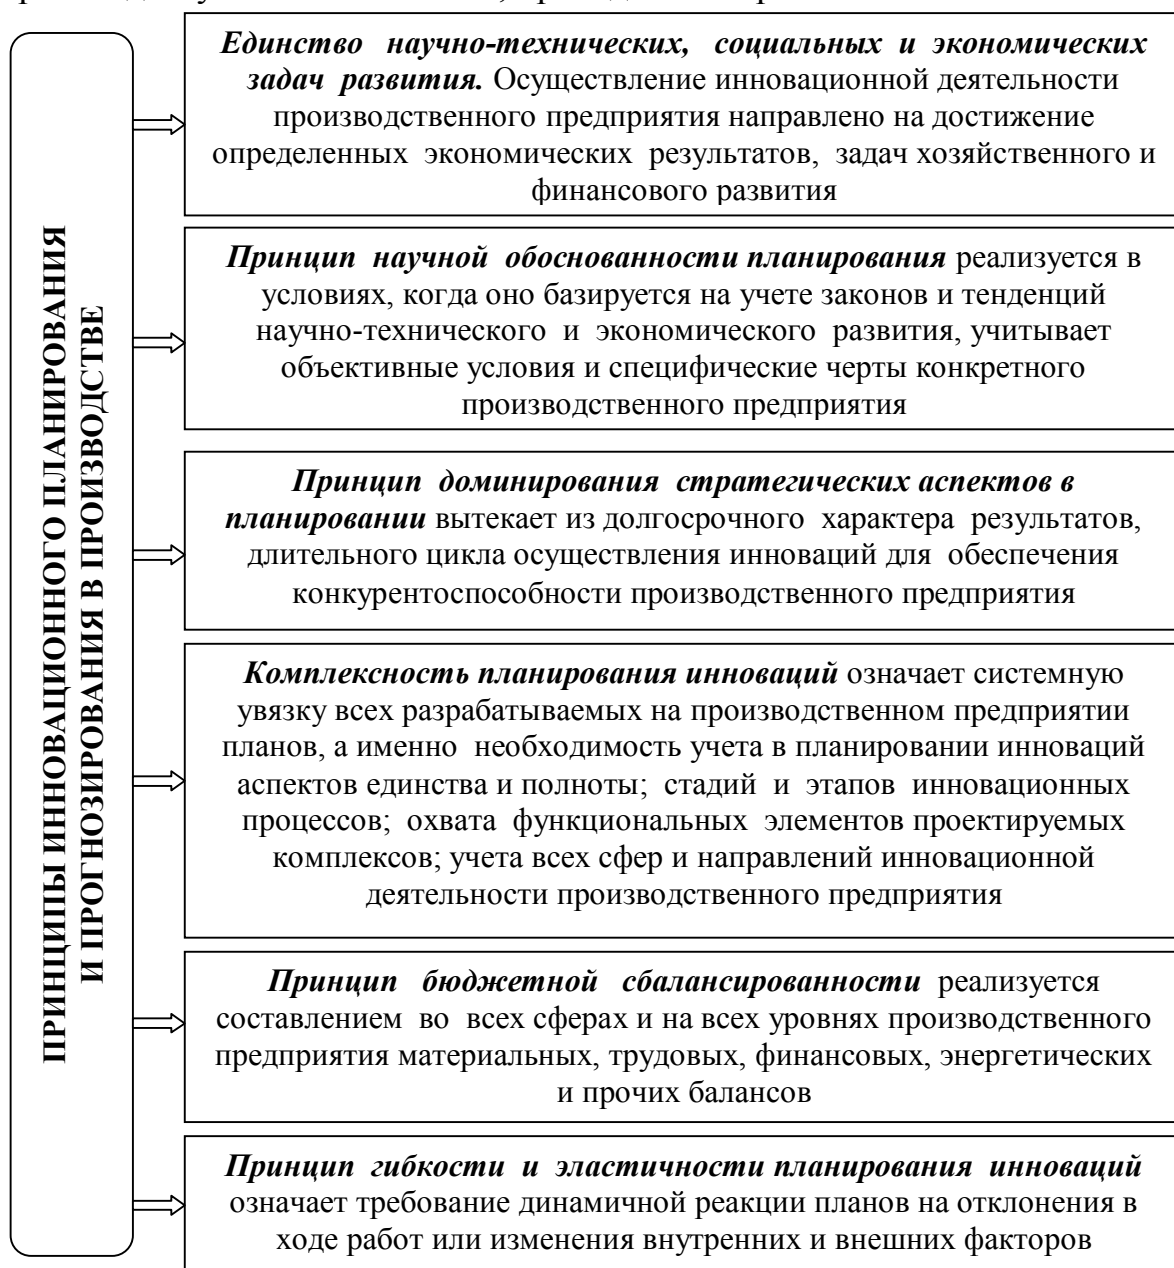 ПРИНЦИПЫ ИННОВАЦИОННОГО ПЛАНИРОВАНИЯ
И ПРОГНОЗИРОВАНИЯ В ПРОИЗВОДСТВЕ
Единство научно-технических, социальных и экономических
задач развития. Осуществление инновационной деятельности
производственного предприятия направлено на достижение
определенных экономических результатов, задач хозяйственного и
финансового развития
Принцип научной обоснованности планирования реализуется в
условиях, когда оно базируется на учете законов и тенденций
научно-технического и экономического развития, учитывает
объективные условия и специфические черты конкретного
производственного предприятия
Принцип доминирования стратегических аспектов в
планировании вытекает из долгосрочного характера результатов,
длительного цикла осуществления инноваций для обеспечения
конкурентоспособности производственного предприятия
Комплексность планирования инноваций означает системную
увязку всех разрабатываемых на производственном предприятии
планов, а именно необходимость учета в планировании инноваций
аспектов единства и полноты; стадий и этапов инновационных
процессов; охвата функциональных элементов проектируемых
комплексов; учета всех сфер и направлений инновационной
деятельности производственного предприятия
Принцип бюджетной сбалансированности реализуется
составлением во всех сферах и на всех уровнях производственного
предприятия материальных, трудовых, финансовых, энергетических
и прочих балансов
Принцип гибкости и эластичности планирования инноваций
означает требование динамичной реакции планов на отклонения в
ходе работ или изменения внутренних и внешних факторов